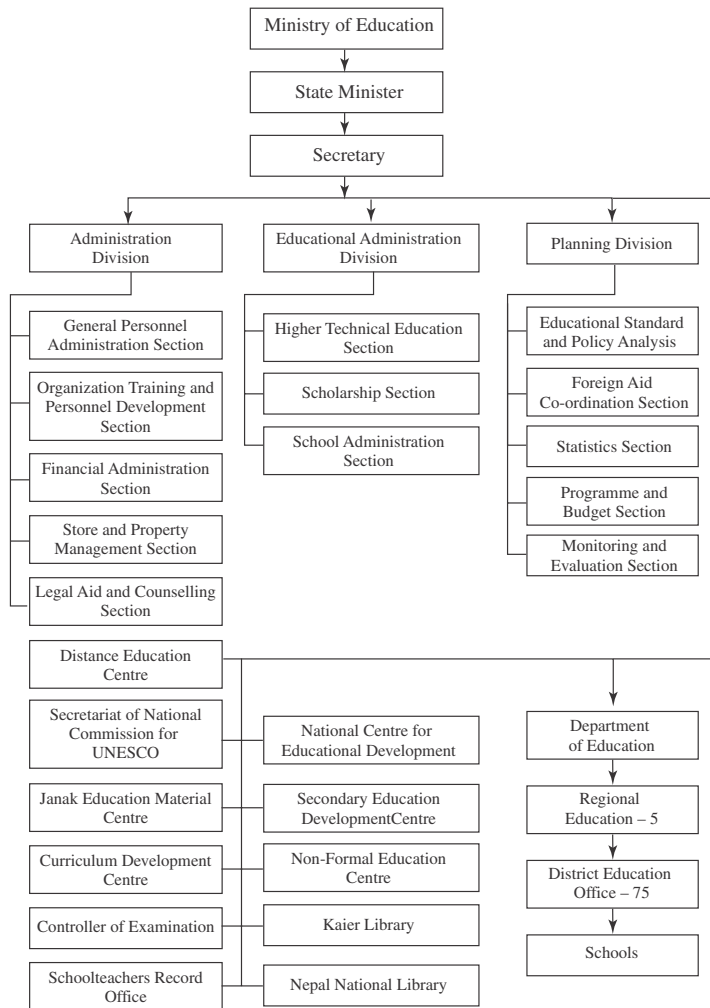 Ministry of Education
State Minister
Secretary
Administration
Division
Educational Administration
Division
Planning Division
General Personnel
Administration Section
Organization Training and
Personnel Development
Section
Financial Administration
Section
Store and Property
Management Section
Legal Aid and Counselling
Section
Higher Technical Education
Section
Scholarship Section
School Administration
Section
Educational Standard
and Policy Analysis
Foreign Aid
Co-ordination Section
Statistics Section
Programme and
Budget Section
Monitoring and
Evaluation Section
Distance Education
Centre
Secretariat of National
Commission for
UNESCO
Janak Education Material
Centre
Curriculum Development
Centre
Controller of Examination
Schoolteachers Record
Office
National Centre for
Educational Development
Secondary Education
DevelopmentCentre
Non-Formal Education
Centre
Kaier Library
Nepal National Library
Department
of Education
Regional
Education – 5
District Education
Office – 75
Schools